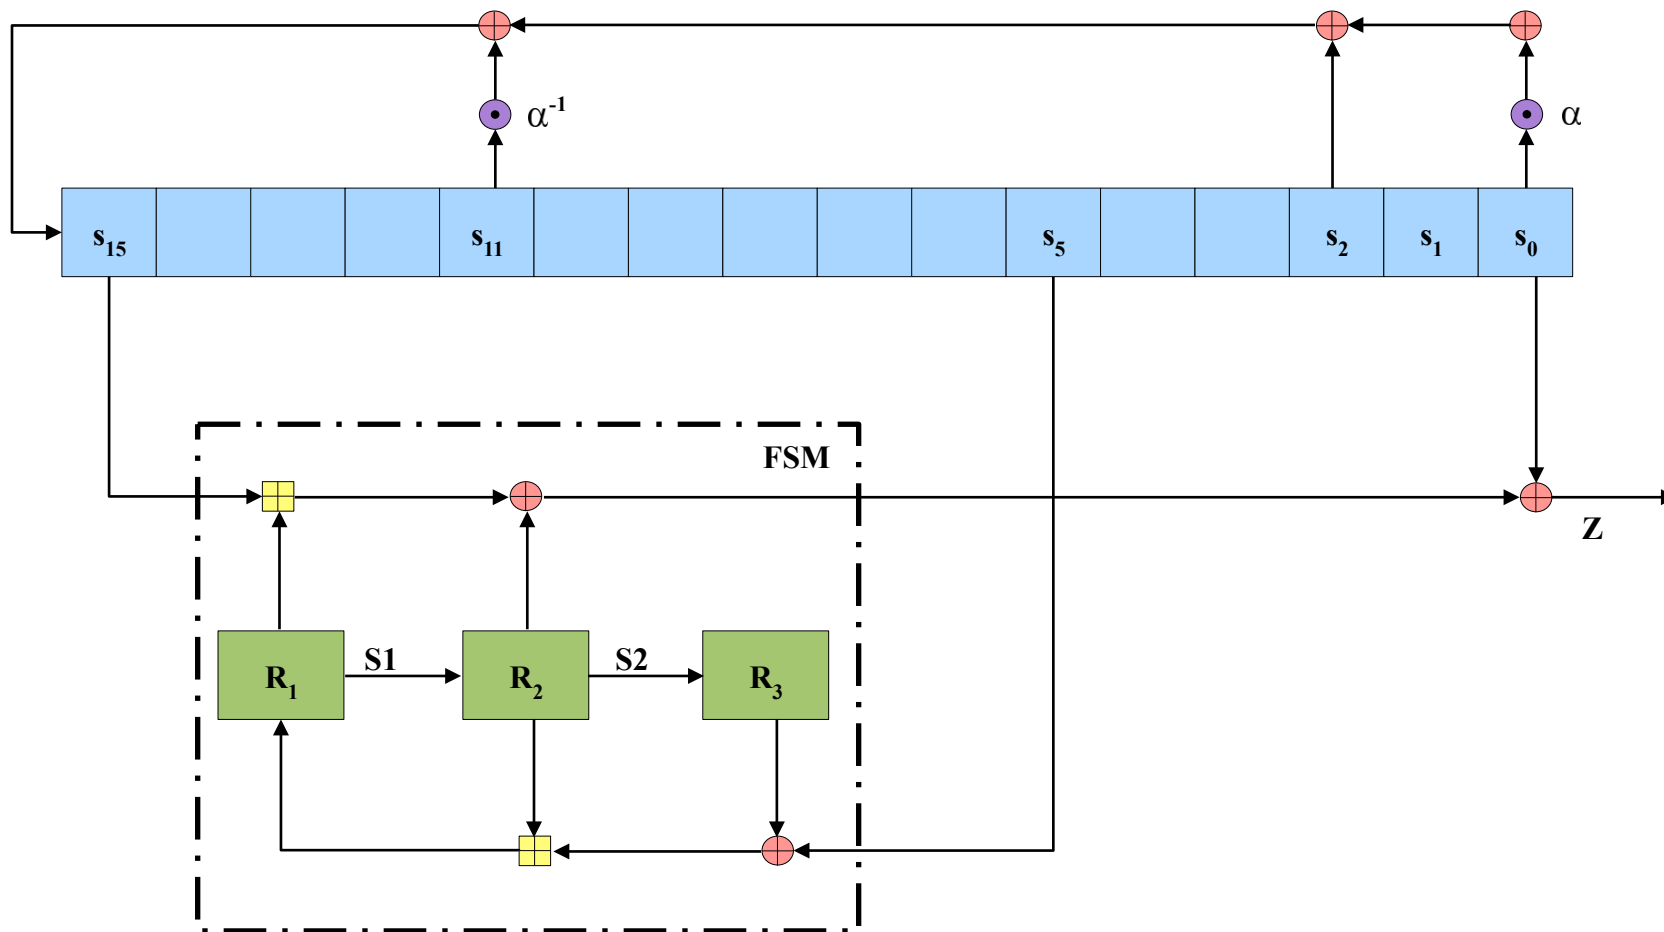 α⁻¹
α
s₁₅ s₁₁ s₅ s₂ s₁ s₀
FSM
Z
S1 S2
R₁ R₂ R₃